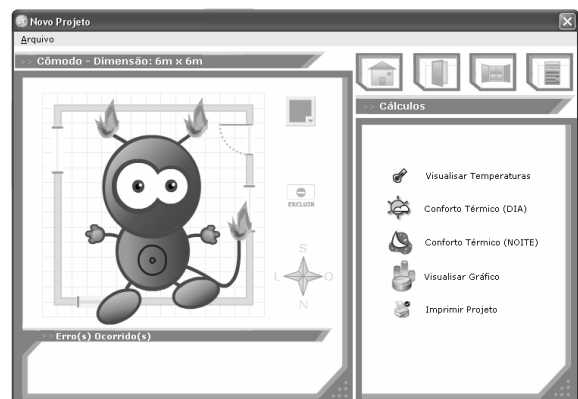 Novo Projeto
Arquivo
>> Cômodo - Dimensão: 6m x 6m
EXCLUIR
S
L O
N
>> Erro(s) Ocorrido(s)
>> Cálculos
Visualisar Temperaturas
Conforto Térmico (DIA)
Conforto Térmico (NOITE)
Visualisar Gráfico
Imprimir Projeto